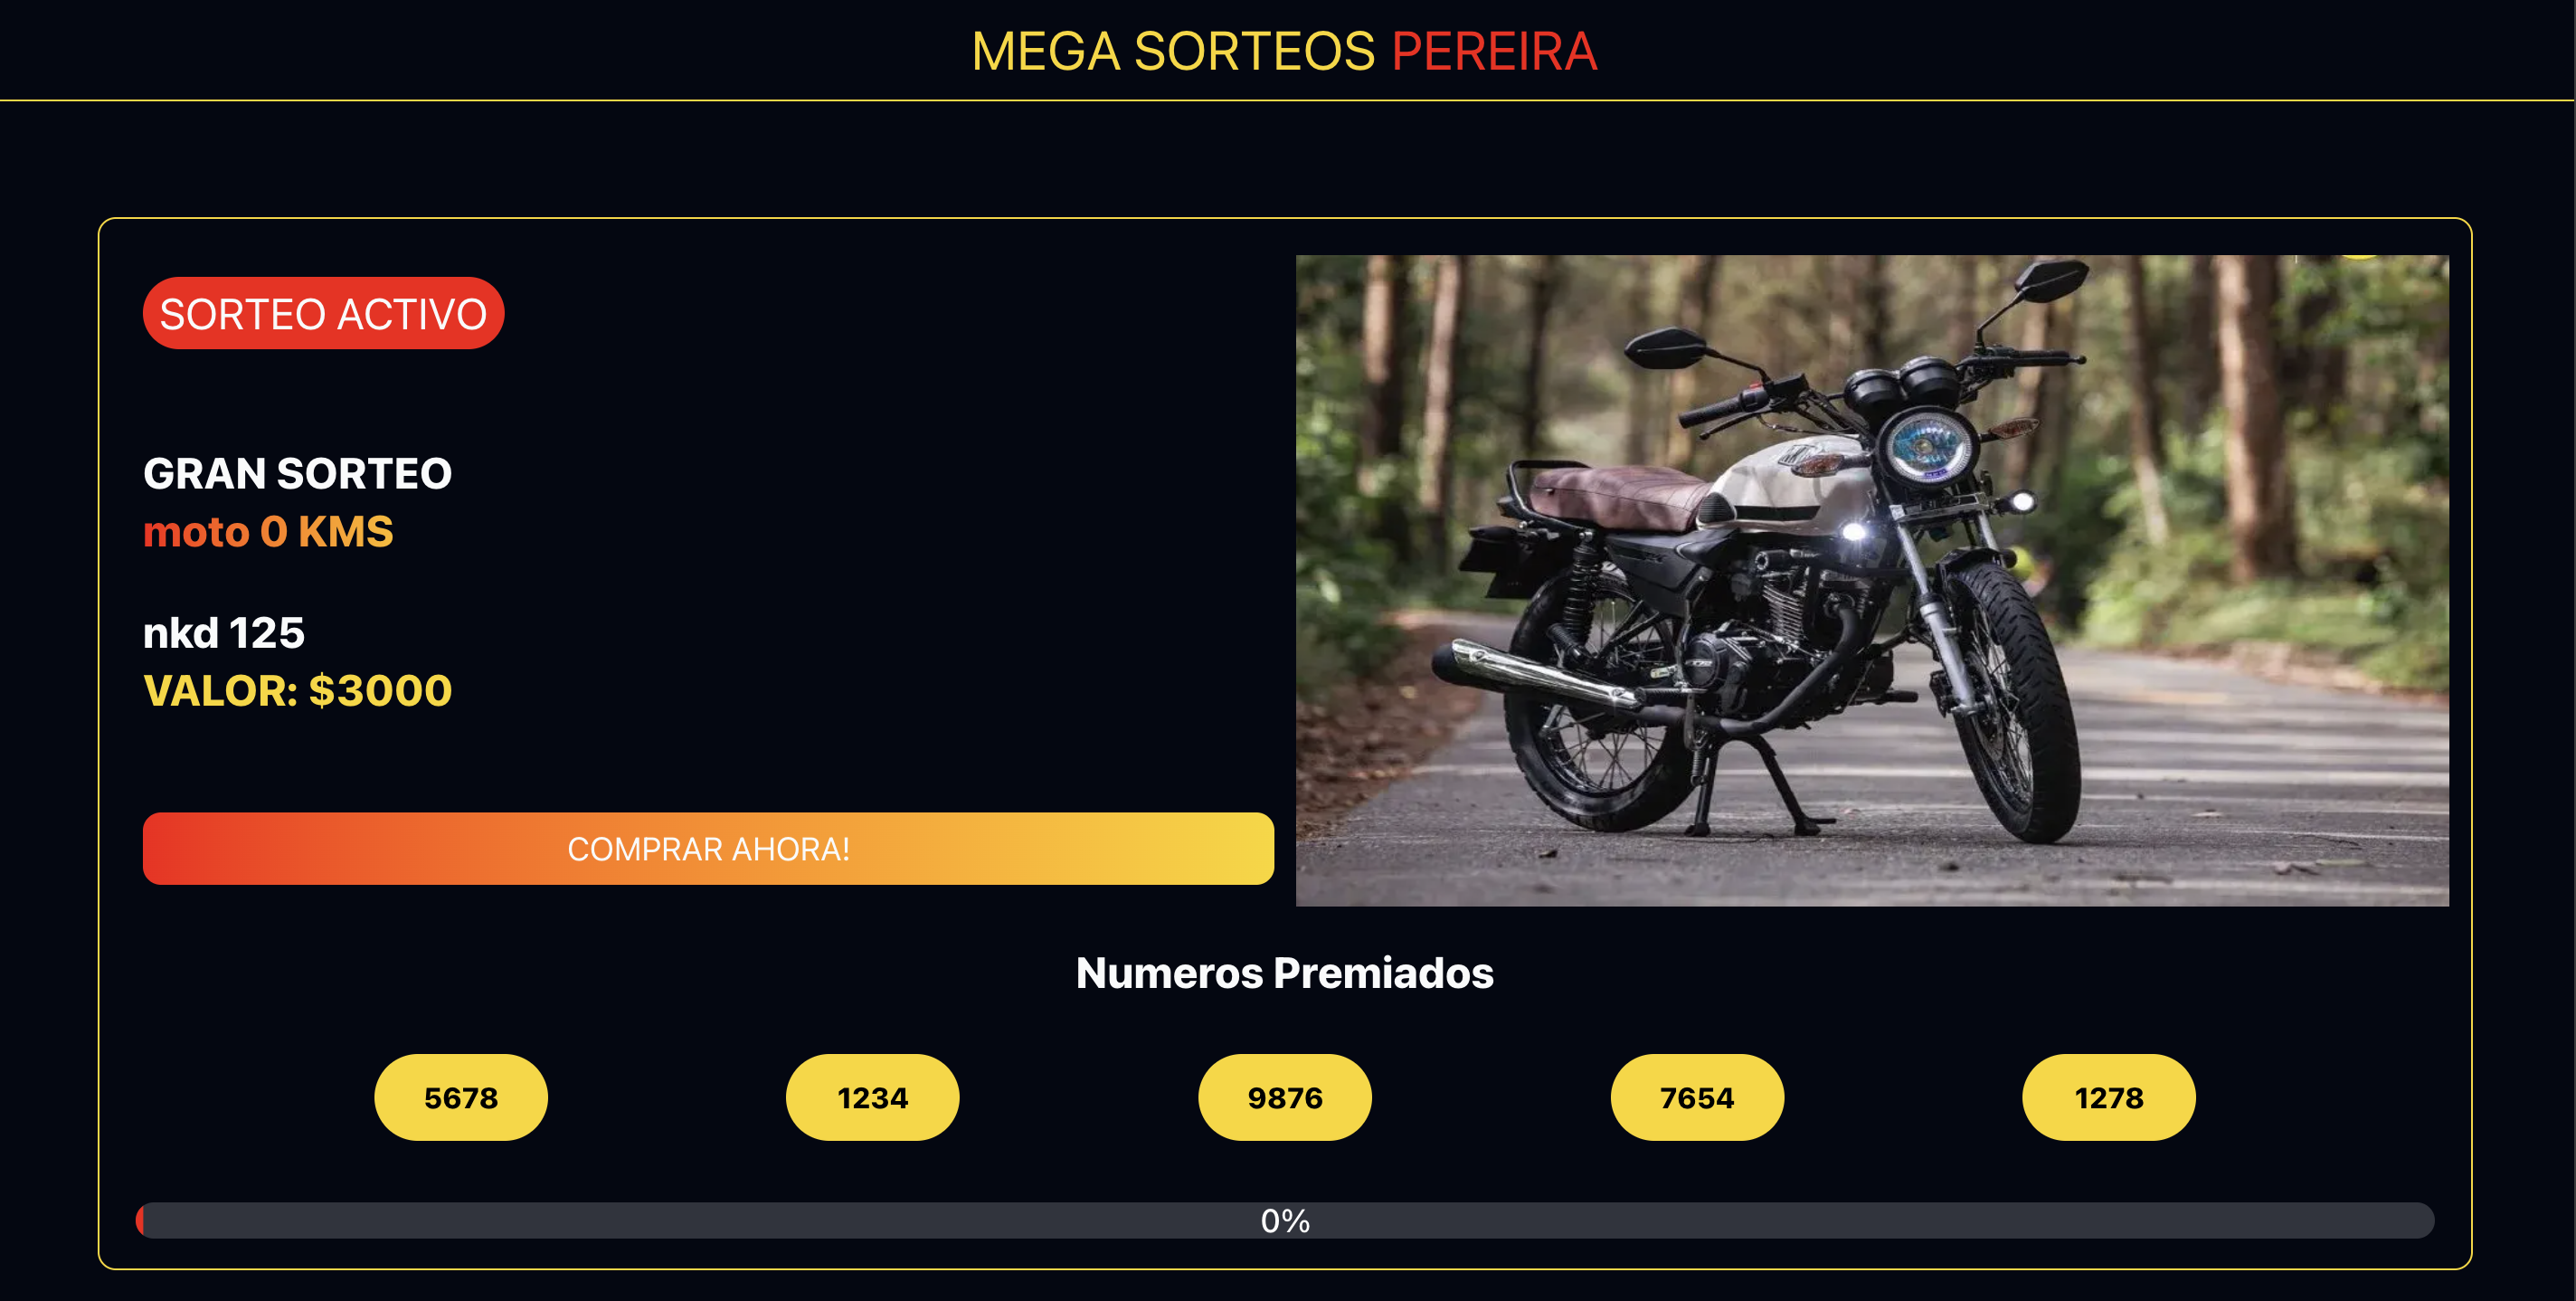 MEGA SORTEOS PEREIRA
SORTEO ACTIVO
GRAN SORTEO
moto 0 KMS
nkd 125
VALOR: $3000
COMPRAR AHORA!
Numeros Premiados
5678
1234
9876
7654
1278
0%